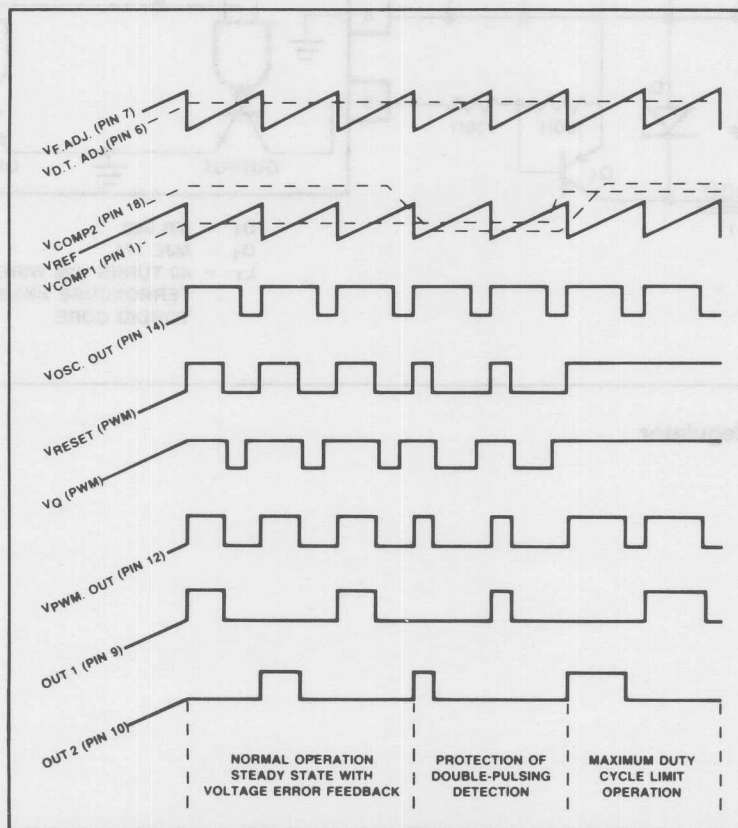 VF.ADJ. (PIN 7)
VD.T. ADJ.(PIN 6)
VCOMP2 (PIN 18)
VREF
VCOMP1 (PIN 1)
VOSC. OUT (PIN 14)
VRESET (PWM)
VQ (PWM)
VPWM. OUT (PIN 12)
OUT 1 (PIN 9)
OUT 2 (PIN 10)
NORMAL OPERATION
STEADY STATE WITH
VOLTAGE ERROR FEEDBACK
PROTECTION OF
DOUBLE-PULSING
DETECTION
MAXIMUM DUTY
CYCLE LIMIT
OPERATION